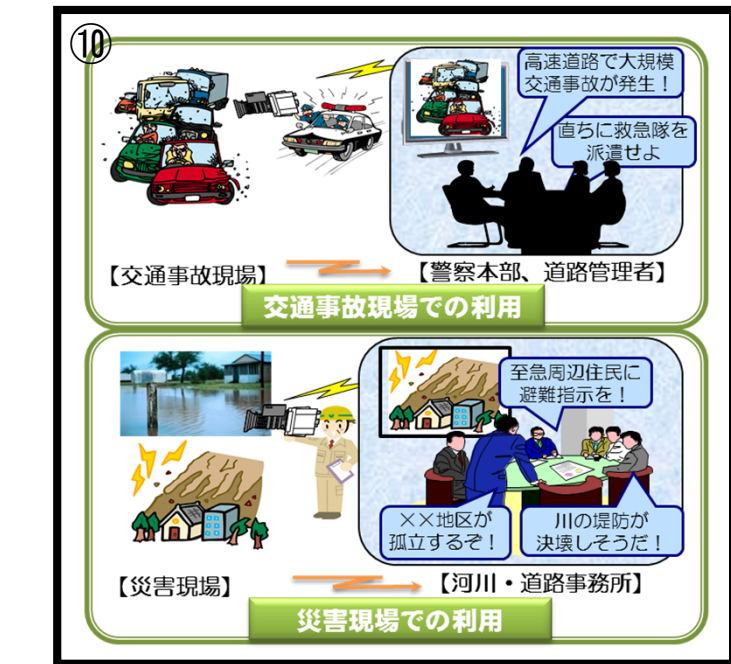 ⑩
高速道路で大規模
交通事故が発生！
直ちに救急隊を
派遣せよ
【交通事故現場】
【警察本部、道路管理者】
交通事故現場での利用
至急周辺住民に
避難指示を！
××地区が
孤立するぞ！
川の堤防が
決壊しそうだ！
【災害現場】
【河川・道路事務所】
災害現場での利用